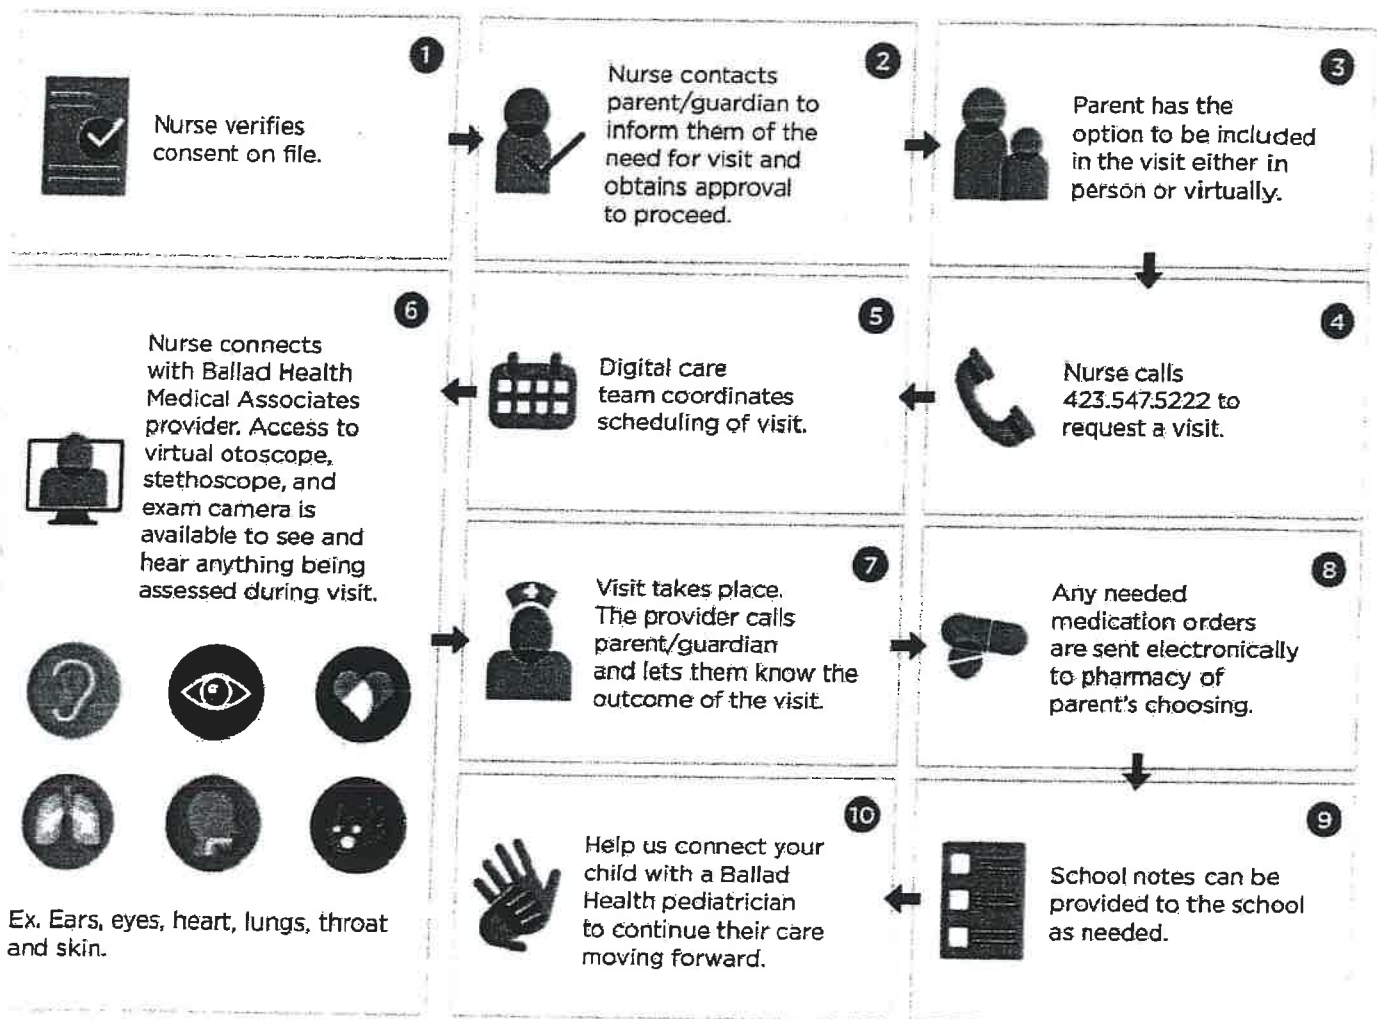 1
Nurse verifies
consent on file.
2
Nurse contacts
parent/guardian to
inform them of the
need for visit and
obtains approval
to proceed.
3
Parent has the
option to be included
in the visit either in
person or virtually.
4
Nurse calls
423.547.5222 to
request a visit.
5
Digital care
team coordinates
scheduling of visit.
6
Nurse connects
with Ballad Health
Medical Associates
provider. Access to
virtual otoscope,
stethoscope, and
exam camera is
available to see and
hear anything being
assessed during visit.
Ex. Ears, eyes, heart, lungs, throat
and skin.
7
Visit takes place.
The provider calls
parent/guardian
and lets them know the
outcome of the visit.
8
Any needed
medication orders
are sent electronically
to pharmacy of
parent's choosing.
9
School notes can be
provided to the school
as needed.
10
Help us connect your
child with a Ballad
Health pediatrician
to continue their care
moving forward.